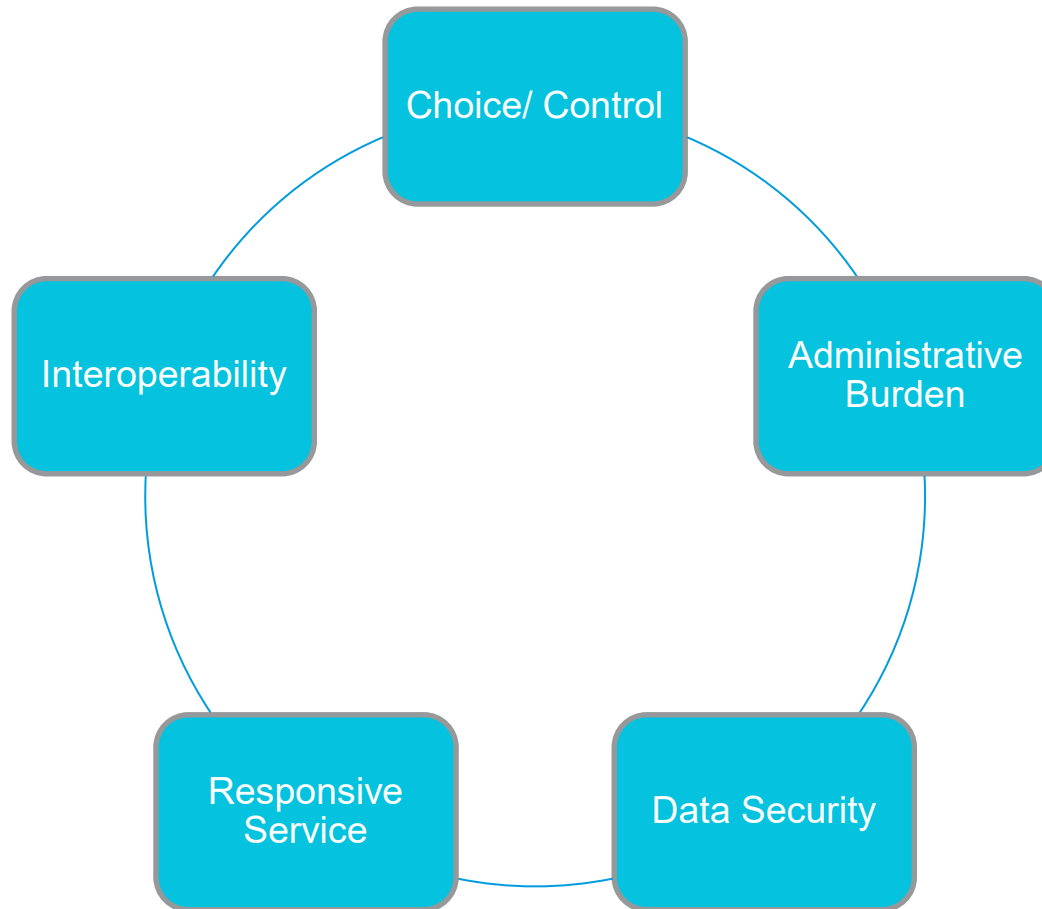 Choice/ Control
Administrative
Burden
Data Security
Responsive
Service
Interoperability